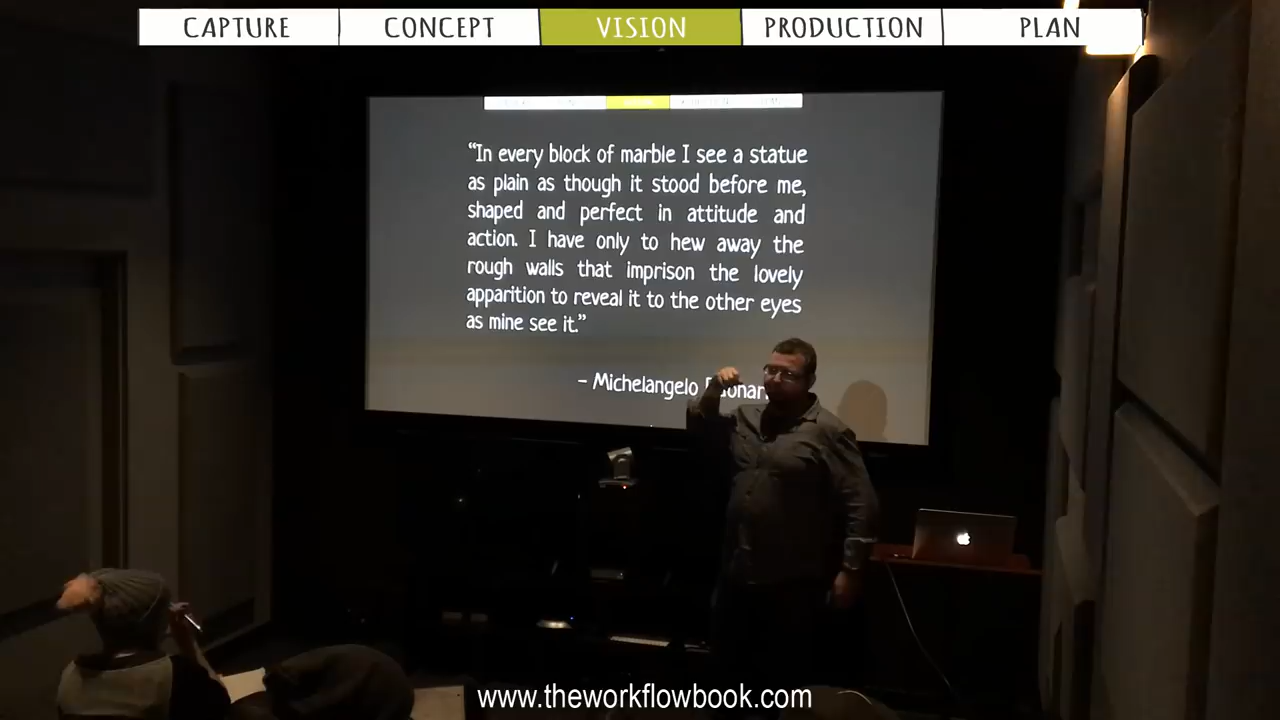 CAPTURE CONCEPT VISION PRODUCTION PLAN
“In every block of marble I see a statue
as plain as though it stood before me,
shaped and perfect in attitude and
action. I have only to hew away the
rough walls that imprison the lovely
apparition to reveal it to the other eyes
as mine see it.”
– Michelangelo
www.theworkflowbook.com